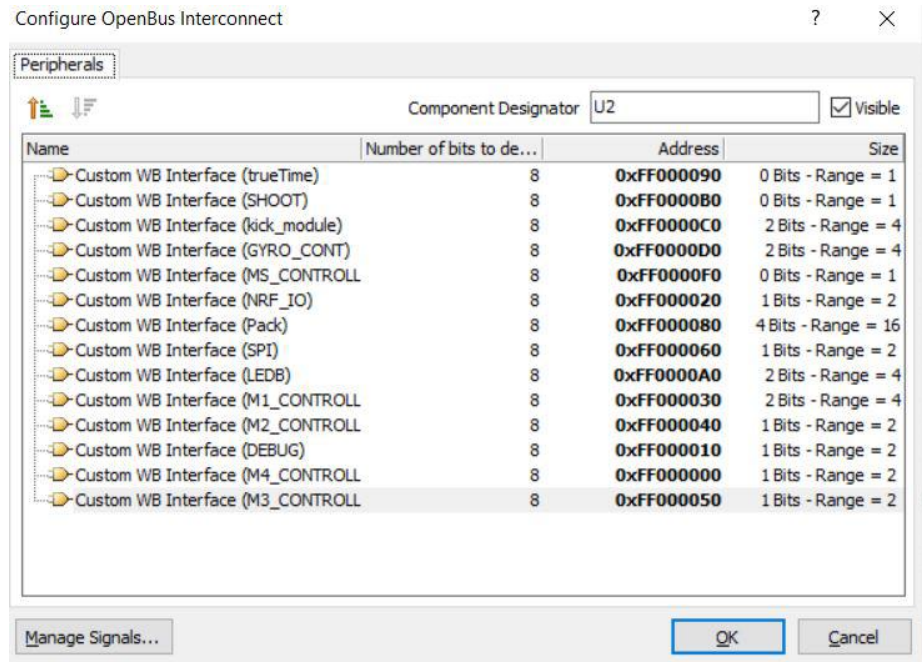 Configure OpenBus Interconnect ? ×
Peripherals
Component Designator U2 Visible
Name Number of bits to de... Address Size
Custom WB Interface (trueTime) 8 0xFF000090 0 Bits - Range = 1
Custom WB Interface (SHOOT) 8 0xFF0000B0 0 Bits - Range = 1
Custom WB Interface (kick_module) 8 0xFF0000C0 2 Bits - Range = 4
Custom WB Interface (GYRO_CONT) 8 0xFF0000D0 2 Bits - Range = 4
Custom WB Interface (MS_CONTROLL 8 0xFF0000F0 0 Bits - Range = 1
Custom WB Interface (NRF_IO) 8 0xFF000020 1 Bits - Range = 2
Custom WB Interface (Pack) 8 0xFF000080 4 Bits - Range = 16
Custom WB Interface (SPI) 8 0xFF000060 1 Bits - Range = 2
Custom WB Interface (LEDB) 8 0xFF0000A0 2 Bits - Range = 4
Custom WB Interface (M1_CONTROLL 8 0xFF000030 2 Bits - Range = 4
Custom WB Interface (M2_CONTROLL 8 0xFF000040 1 Bits - Range = 2
Custom WB Interface (DEBUG) 8 0xFF000010 1 Bits - Range = 2
Custom WB Interface (M4_CONTROLL 8 0xFF000000 1 Bits - Range = 2
Custom WB Interface (M3_CONTROLL 8 0xFF000050 1 Bits - Range = 2
Manage Signals... OK Cancel